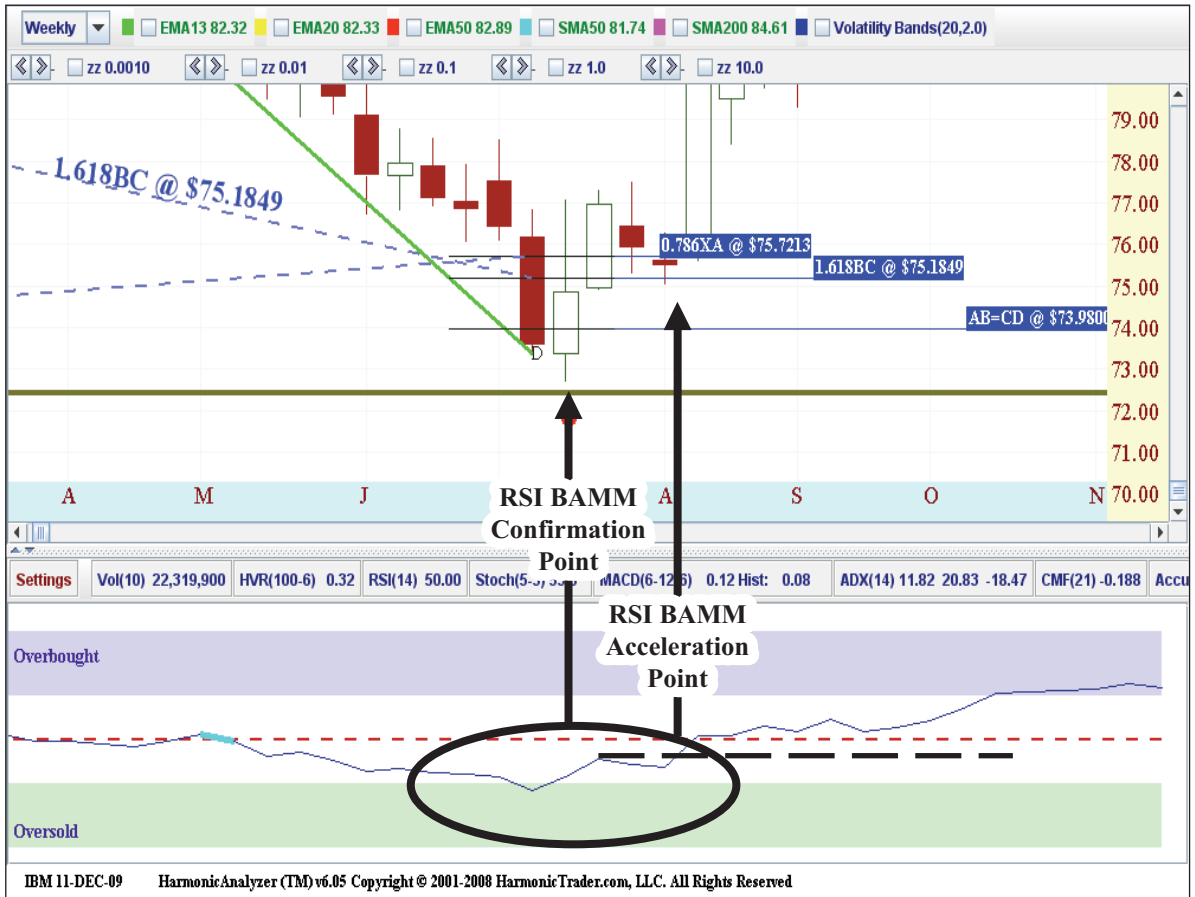 Weekly EMA13 82.32 EMA20 82.33 EMA50 82.89 SMA50 81.74 SMA200 84.61 Volatility Bands(20,2.0)
zz 0.0010 zz 0.01 zz 0.1 zz 1.0 zz 10.0
79.00
78.00
1.618BC @ $75.1849
77.00
76.00
0.786XA @ $75.7213
1.618BC @ $75.1849
75.00
AB=CD @ $73.9800
74.00
D
73.00
72.00
71.00
A M J A S O N 70.00
RSI BAMM
Confirmation
Point
Settings Vol(10) 22,319,900 HVR(100-6) 0.32 RSI(14) 50.00 MACD(6-12,6) 0.12 Hist: 0.08 ADX(14) 11.82 20.83 -18.47 CMF(21) -0.188 Accu
RSI BAMM
Acceleration
Point
Overbought
Oversold
IBM 11-DEC-09 HarmonicAnalyzer (TM) v6.05 Copyright © 2001-2008 HarmonicTrader.com, LLC. All Rights Reserved